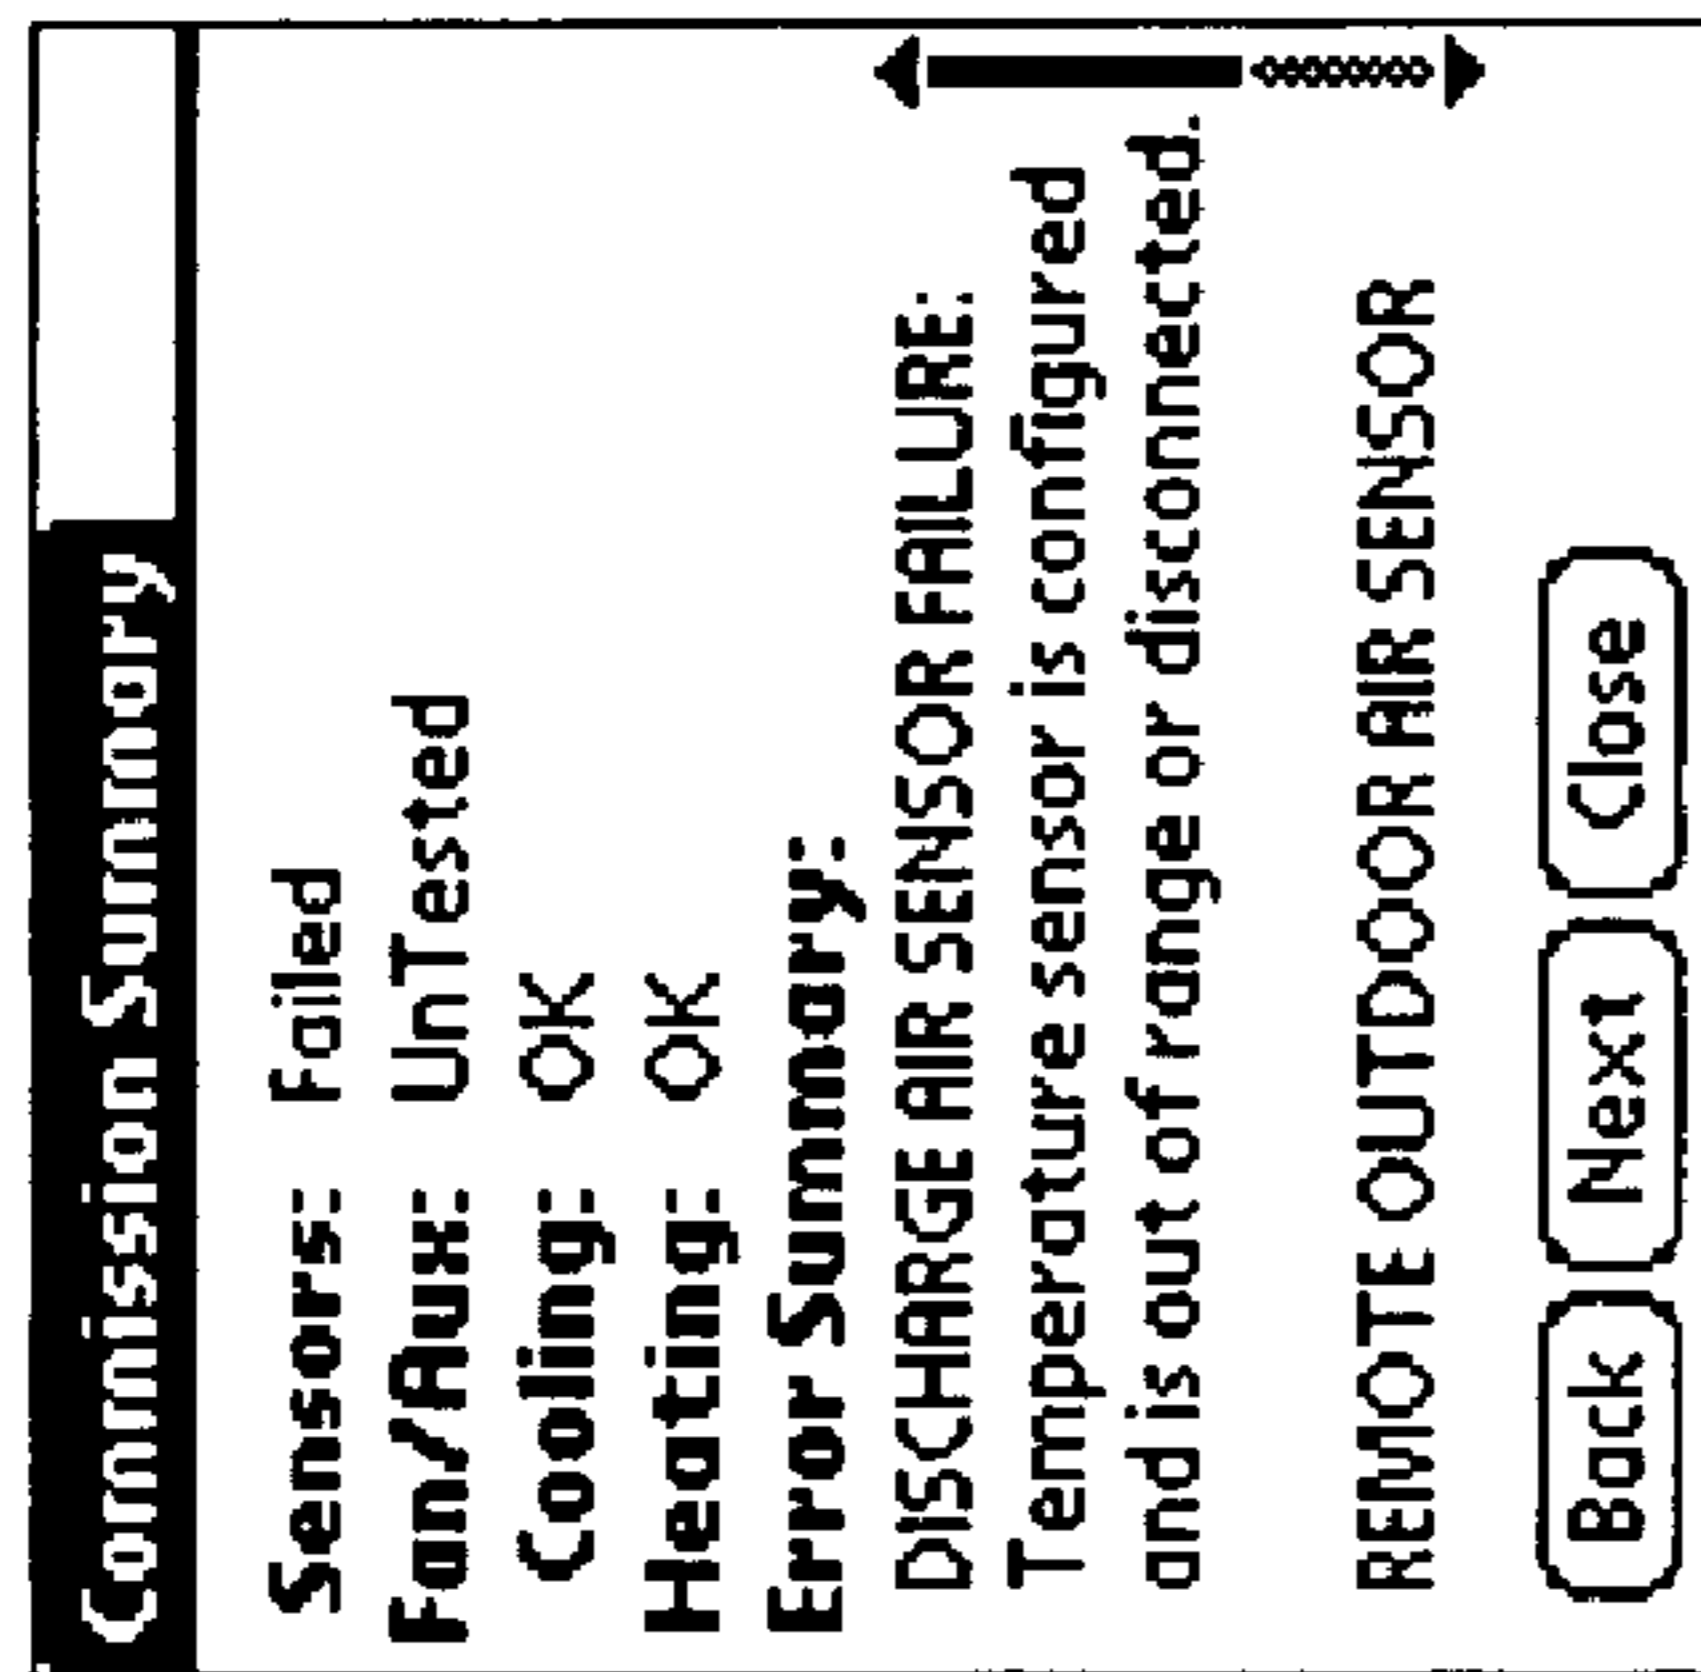 Commission Summary
Sensors: Failed
Fan/Aux: UnTested
Cooling: OK
Heating: OK
Error Summary:
DISCHARGE AIR SENSOR FAILURE:
Temperature sensor is configured
and is out of range or disconnected.
REMOTE OUTDOOR AIR SENSOR
Back Next Close